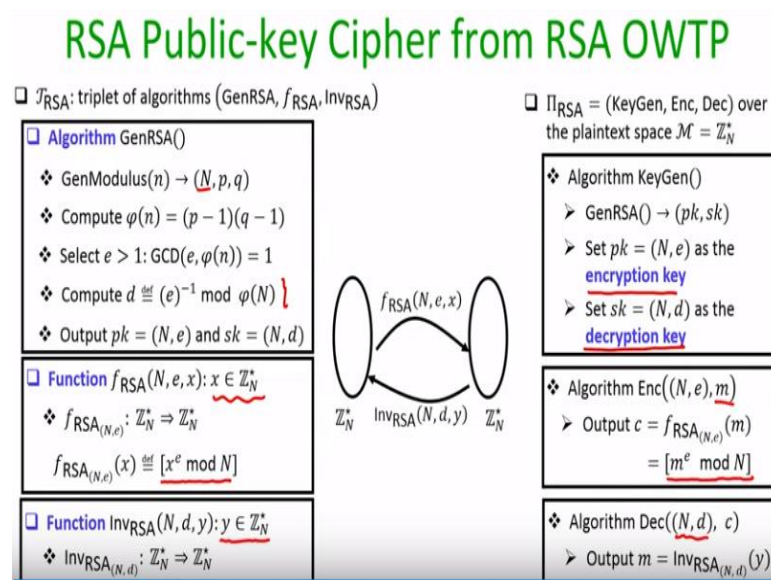 RSA Public-key Cipher from RSA OWTP
❑ 𝒯RSA: triplet of algorithms (GenRSA, fRSA, InvRSA)
❑ Algorithm GenRSA()
❖ GenModulus(n) → (N, p, q)
❖ Compute φ(n) = (p − 1)(q − 1)
❖ Select e > 1: GCD(e, φ(n)) = 1
❖ Compute d ≝ (e)⁻¹ mod φ(N)
❖ Output pk = (N, e) and sk = (N, d)
❑ Function fRSA(N, e, x): x ∈ ℤ*N
❖ fRSA(N,e): ℤ*N ⇒ ℤ*N
fRSA(N,e)(x) ≝ [xᵉ mod N]
❑ Function InvRSA(N, d, y): y ∈ ℤ*N
❖ InvRSA(N,d): ℤ*N ⇒ ℤ*N
fRSA(N, e, x)
InvRSA(N, d, y)
ℤ*N
ℤ*N
❑ ΠRSA = (KeyGen, Enc, Dec) over
the plaintext space ℳ = ℤ*N
❖ Algorithm KeyGen()
➢ GenRSA() → (pk, sk)
➢ Set pk = (N, e) as the
encryption key
➢ Set sk = (N, d) as the
decryption key
❖ Algorithm Enc((N, e), m)
➢ Output c = fRSA(N,e)(m)
= [mᵉ mod N]
❖ Algorithm Dec((N, d), c)
➢ Output m = InvRSA(N,d)(y)